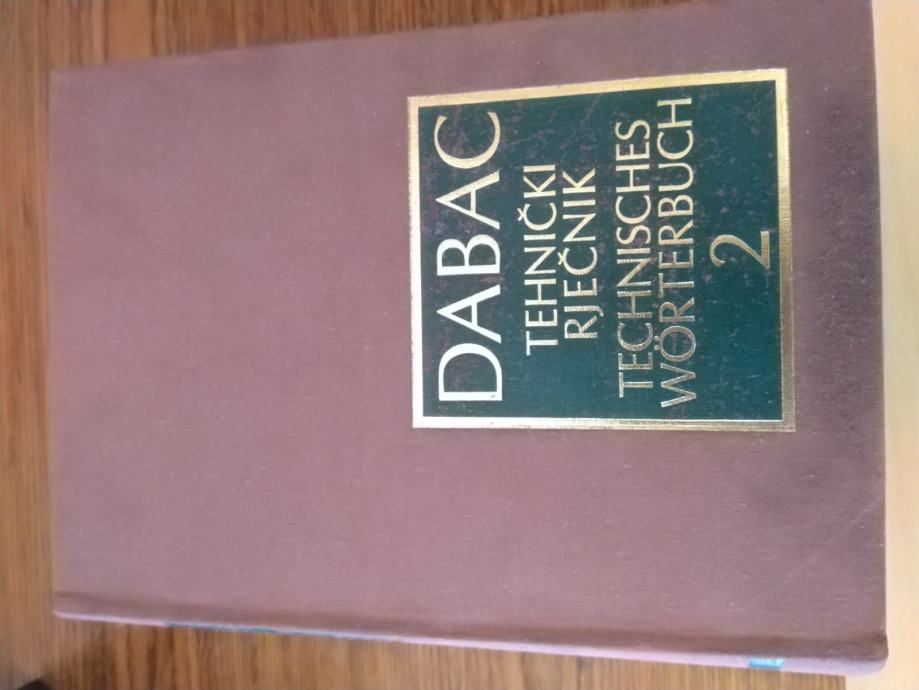 DABAC
TEHNIČKI
RJEČNIK
TECHNISCHES
WÖRTERBUCH
2